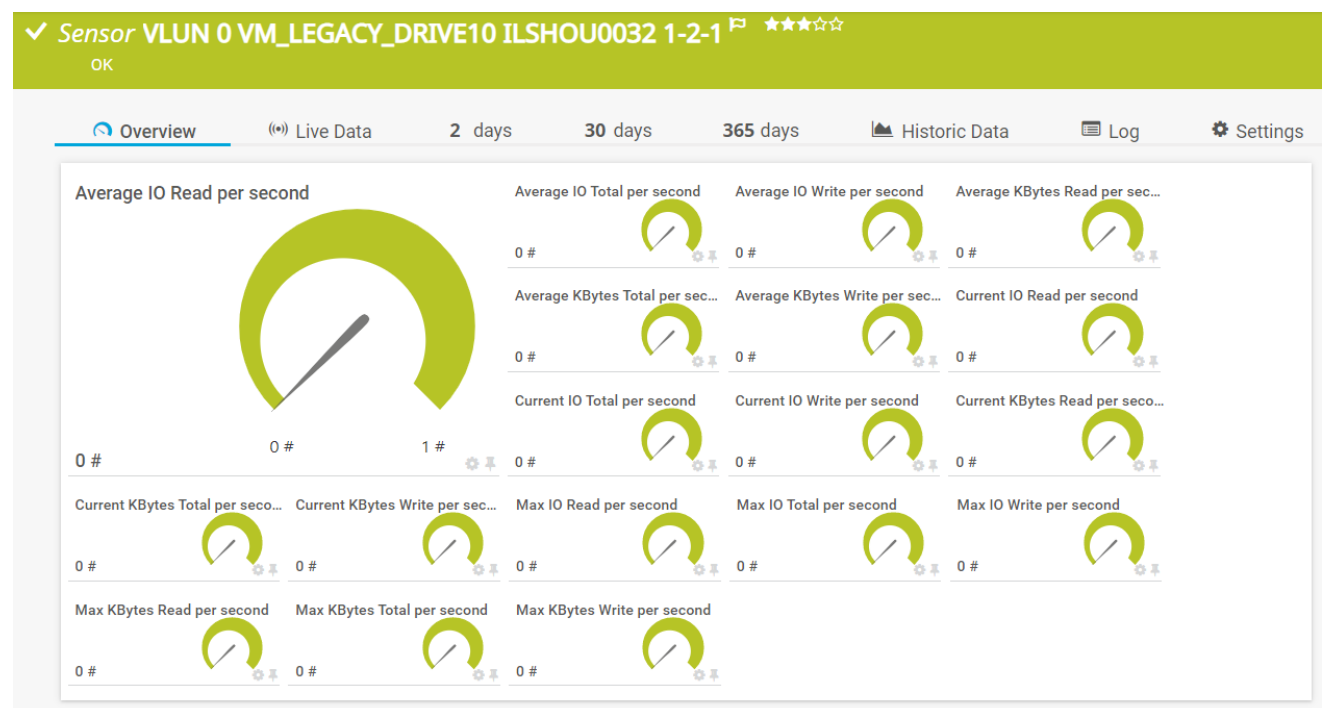 Sensor VLUN 0 VM_LEGACY_DRIVE10 ILSHOU0032 1-2-1
OK
Overview Live Data 2 days 30 days 365 days Historic Data Log Settings
Average IO Read per second
0 #
0 #
1 #
Average IO Total per second
0 #
Average IO Write per second
0 #
Average KBytes Read per sec...
0 #
Average KBytes Total per sec...
0 #
Average KBytes Write per sec...
0 #
Current IO Read per second
0 #
Current IO Total per second
0 #
Current IO Write per second
0 #
Current KBytes Read per seco...
0 #
Current KBytes Total per seco...
0 #
Current KBytes Write per sec...
0 #
Max IO Read per second
0 #
Max IO Total per second
0 #
Max IO Write per second
0 #
Max KBytes Read per second
0 #
Max KBytes Total per second
0 #
Max KBytes Write per second
0 #